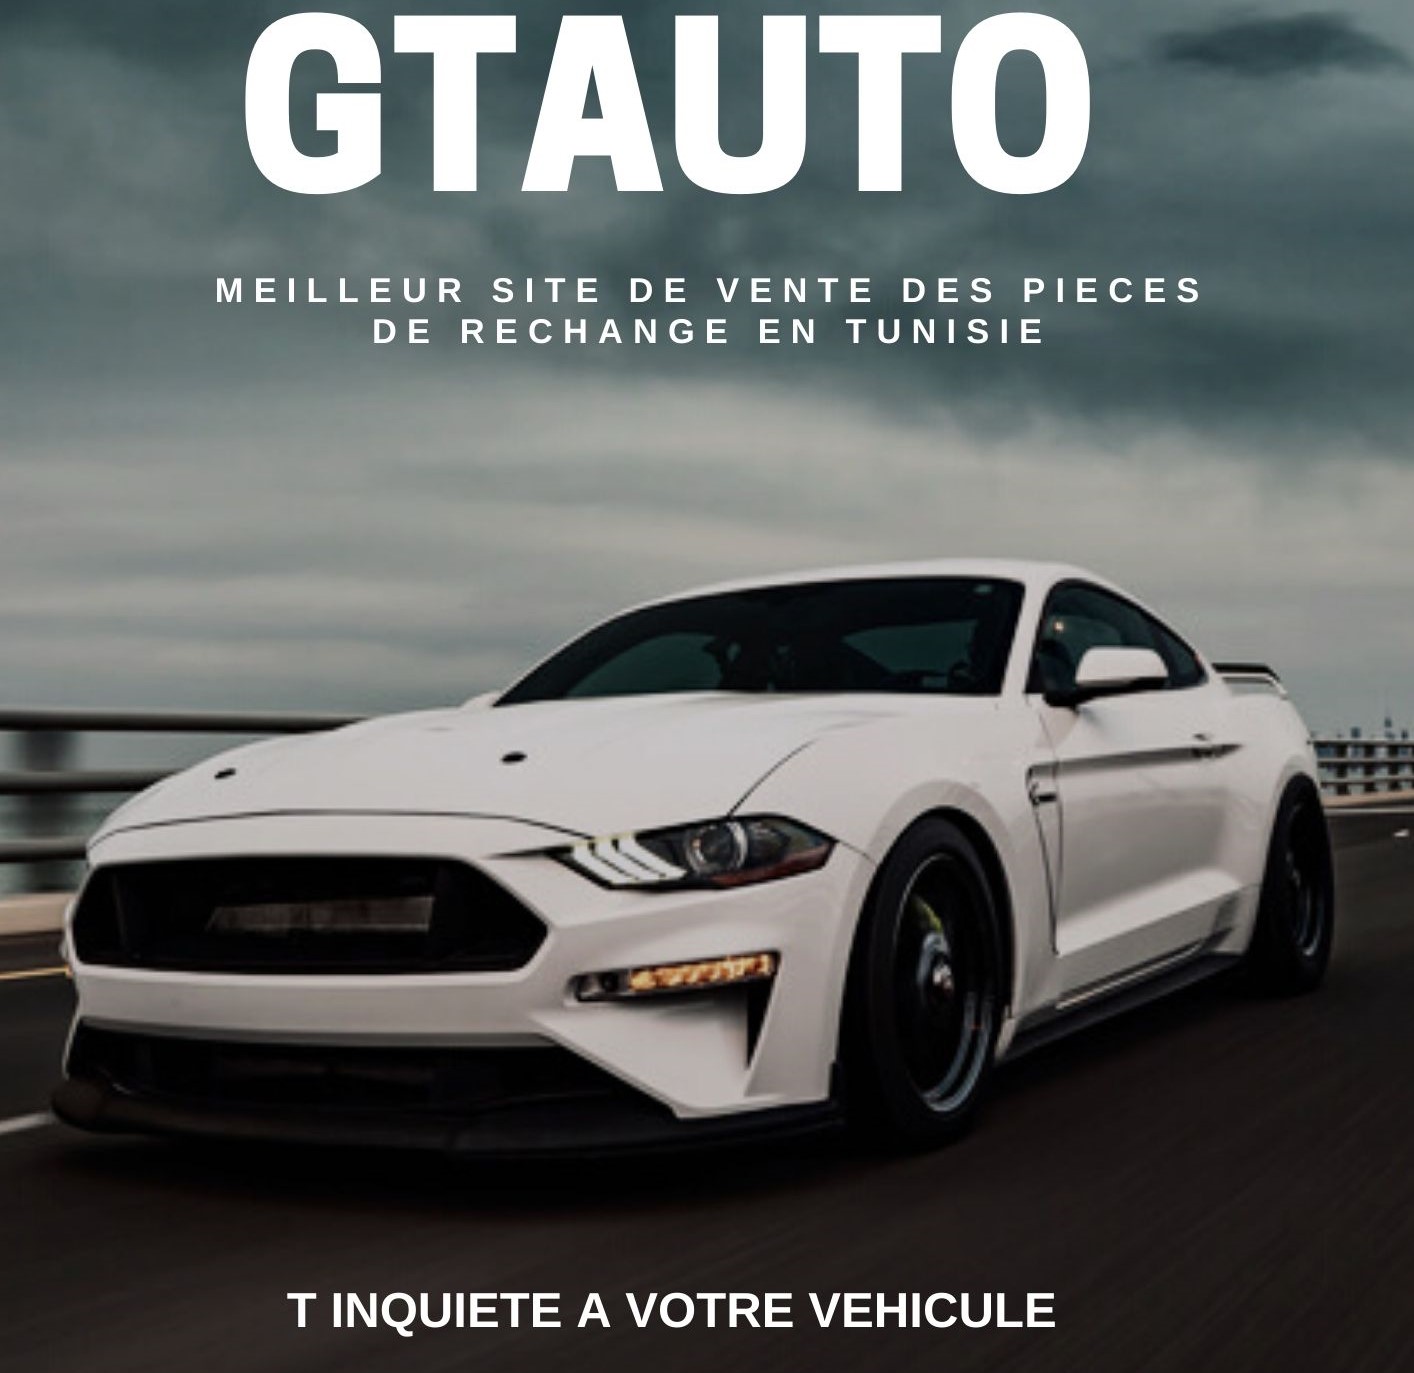 GTAUTO
MEILLEUR SITE DE VENTE DES PIECES
DE RECHANGE EN TUNISIE
T INQUIETE A VOTRE VEHICULE